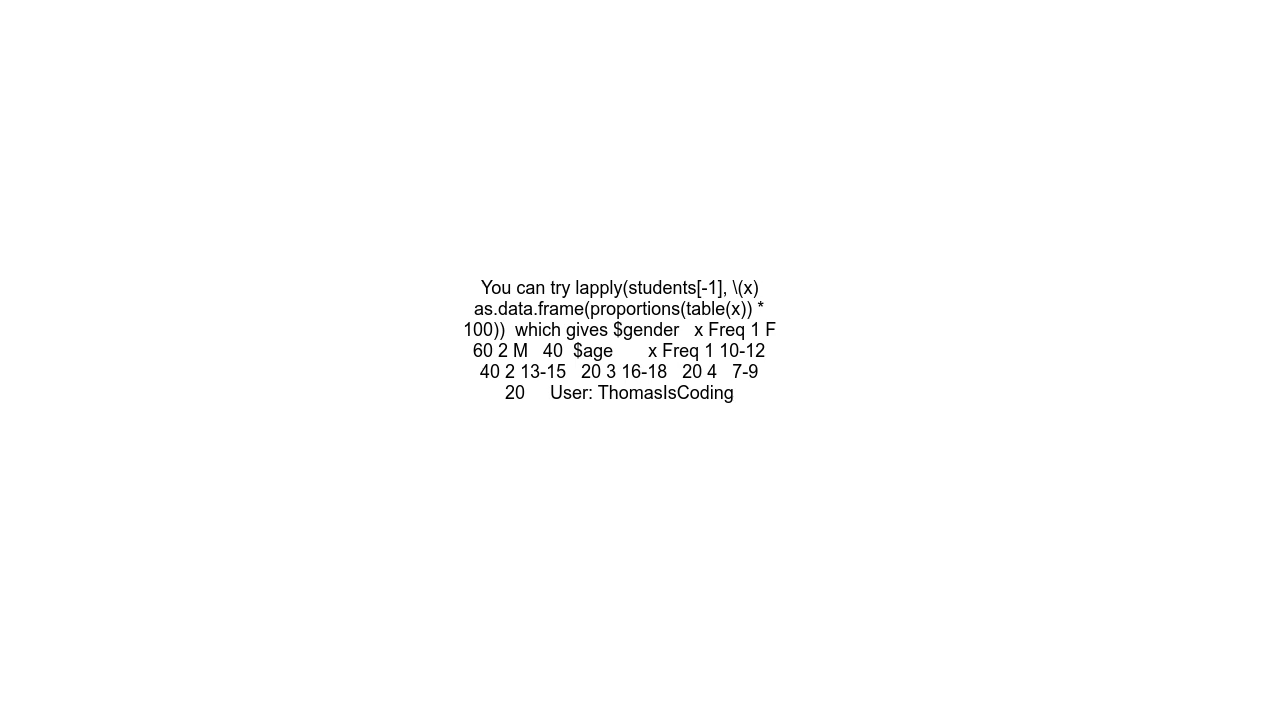 You can try lapply(students[-1], \(x)
as.data.frame(proportions(table(x)) *
100))  which gives $gender   x Freq 1 F
60 2 M   40  $age       x Freq 1 10-12
40 2 13-15   20 3 16-18   20 4   7-9
20     User: ThomasIsCoding